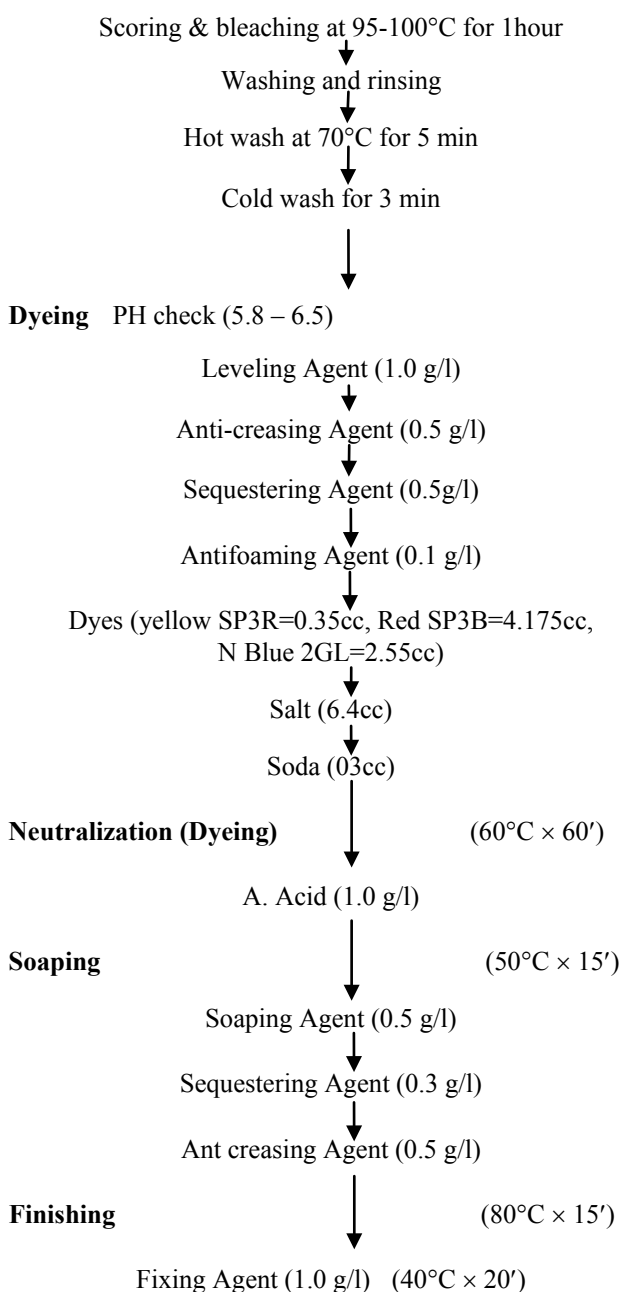 Scoring & bleaching at 95-100°C for 1hour
Washing and rinsing
Hot wash at 70°C for 5 min
Cold wash for 3 min
Dyeing PH check (5.8 – 6.5)
Leveling Agent (1.0 g/l)
Anti-creasing Agent (0.5 g/l)
Sequestering Agent (0.5g/l)
Antifoaming Agent (0.1 g/l)
Dyes (yellow SP3R=0.35cc, Red SP3B=4.175cc,
N Blue 2GL=2.55cc)
Salt (6.4cc)
Soda (03cc)
Neutralization (Dyeing) (60°C × 60′)
A. Acid (1.0 g/l)
Soaping (50°C × 15′)
Soaping Agent (0.5 g/l)
Sequestering Agent (0.3 g/l)
Ant creasing Agent (0.5 g/l)
Finishing (80°C × 15′)
Fixing Agent (1.0 g/l) (40°C × 20′)